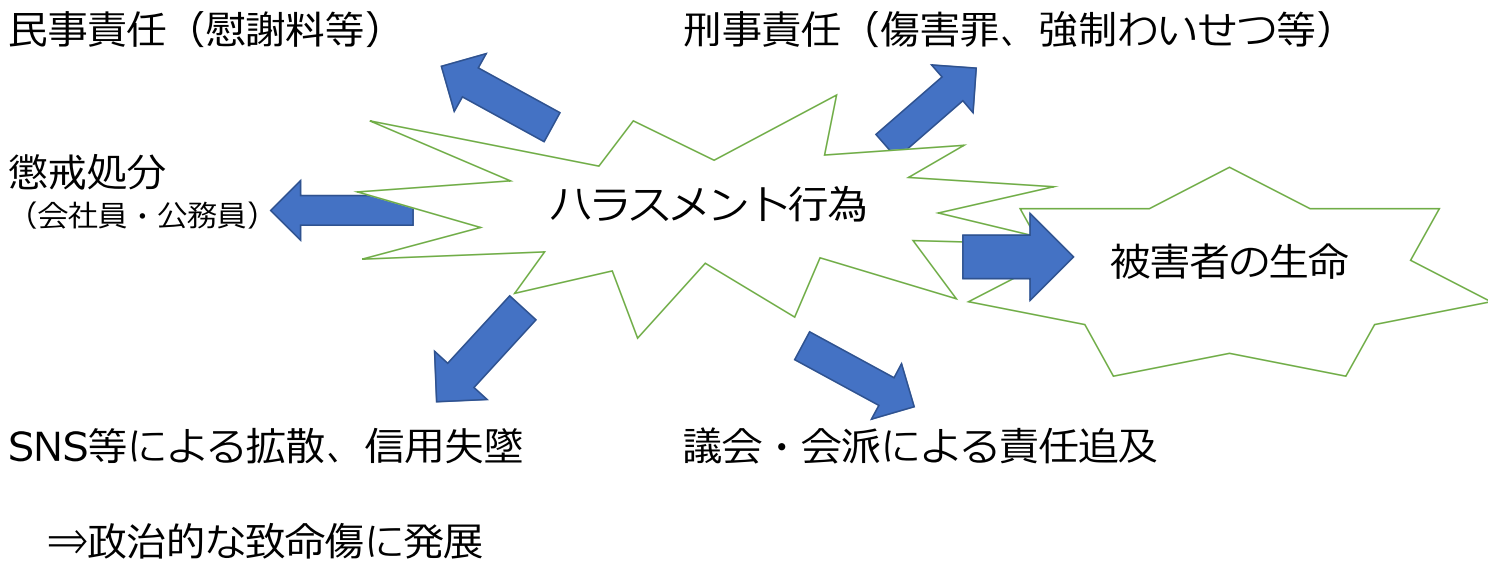 民事責任（慰謝料等）
刑事責任（傷害罪、強制わいせつ等）
懲戒処分
（会社員・公務員）
ハラスメント行為
被害者の生命
SNS等による拡散、信用失墜
議会・会派による責任追及
⇒政治的な致命傷に発展